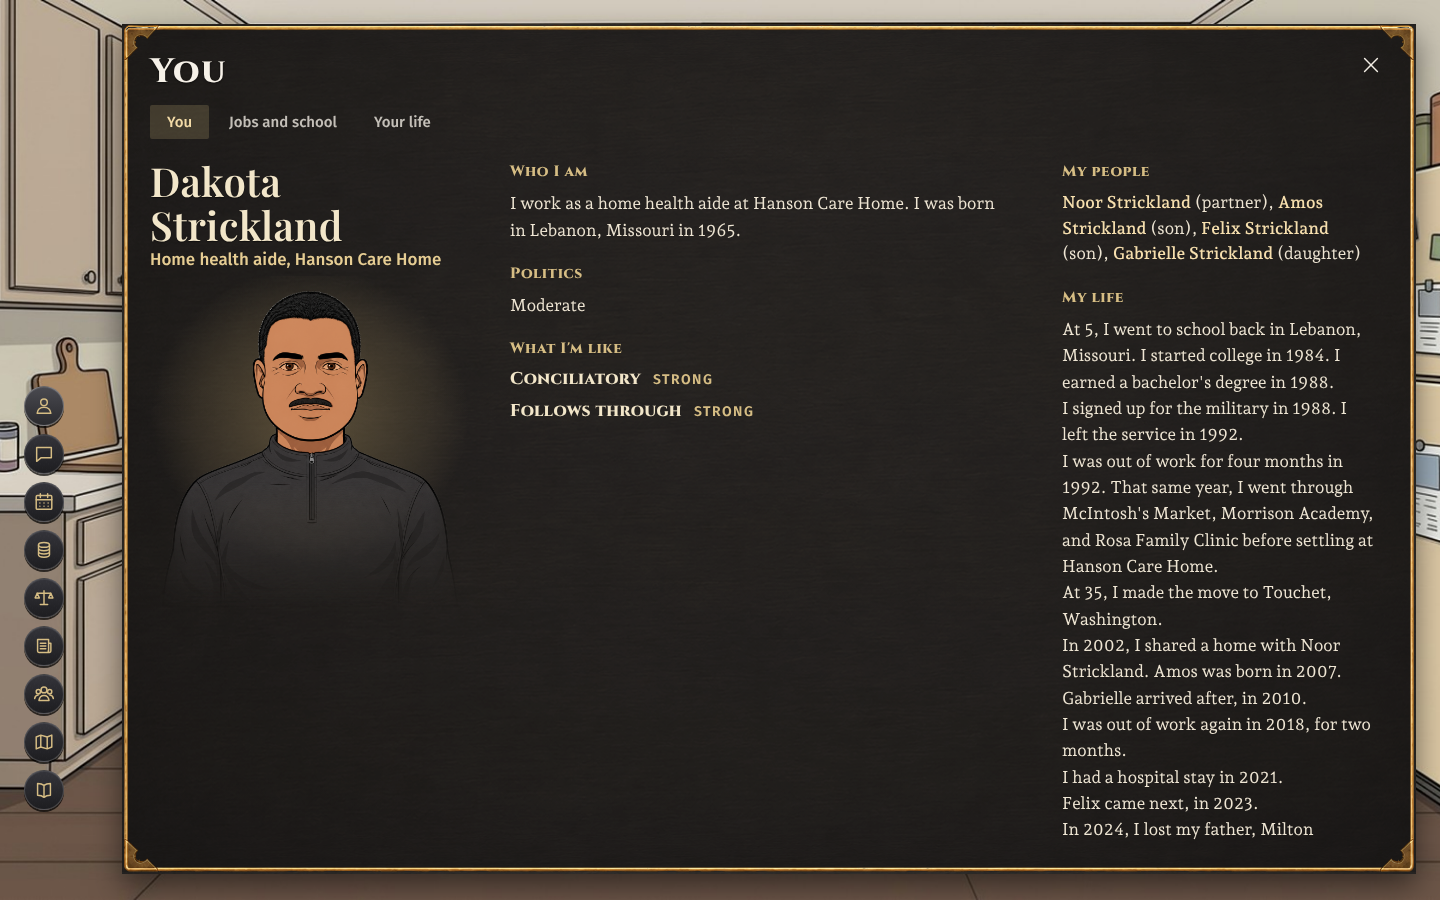 You
You
Jobs and school
Your life
Dakota
Strickland
Home health aide, Hanson Care Home
Who I am
I work as a home health aide at Hanson Care Home. I was born
in Lebanon, Missouri in 1965.
Politics
Moderate
What I'm like
Conciliatory STRONG
Follows through STRONG
My people
Noor Strickland (partner), Amos
Strickland (son), Felix Strickland
(son), Gabrielle Strickland (daughter)
My life
At 5, I went to school back in Lebanon,
Missouri. I started college in 1984. I
earned a bachelor's degree in 1988.
I signed up for the military in 1988. I
left the service in 1992.
I was out of work for four months in
1992. That same year, I went through
McIntosh's Market, Morrison Academy,
and Rosa Family Clinic before settling at
Hanson Care Home.
At 35, I made the move to Touchet,
Washington.
In 2002, I shared a home with Noor
Strickland. Amos was born in 2007.
Gabrielle arrived after, in 2010.
I was out of work again in 2018, for two
months.
I had a hospital stay in 2021.
Felix came next, in 2023.
In 2024, I lost my father, Milton